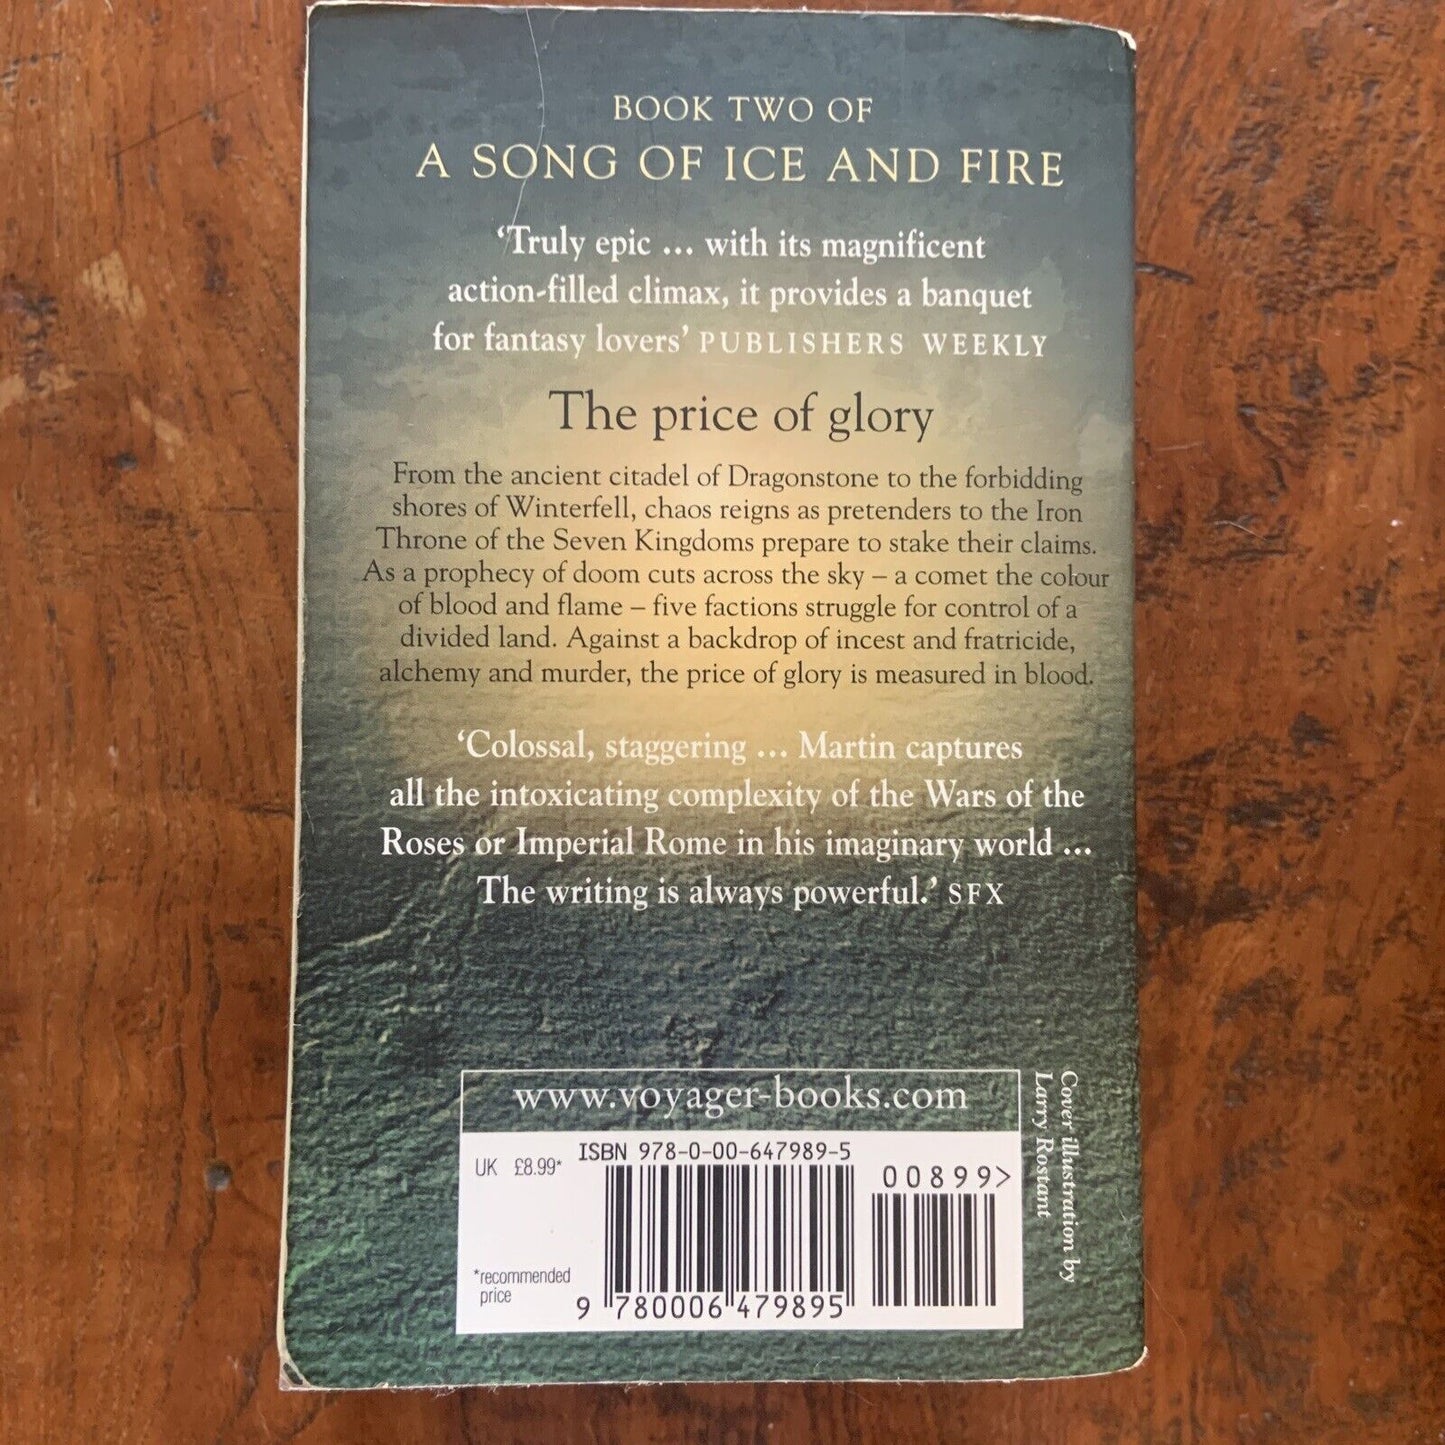 BOOK TWO OF
A SONG OF ICE AND FIRE
‘Truly epic ... with its magnificent
action-filled climax, it provides a banquet
for fantasy lovers’ PUBLISHERS WEEKLY
The price of glory
From the ancient citadel of Dragonstone to the forbidding
shores of Winterfell, chaos reigns as pretenders to the Iron
Throne of the Seven Kingdoms prepare to stake their claims.
As a prophecy of doom cuts across the sky – a comet the colour
of blood and flame – five factions struggle for control of a
divided land. Against a backdrop of incest and fratricide,
alchemy and murder, the price of glory is measured in blood.
‘Colossal, staggering ... Martin captures
all the intoxicating complexity of the Wars of the
Roses or Imperial Rome in his imaginary world ...
The writing is always powerful.’ SFX
www.voyager-books.com
ISBN 978-0-00-647989-5
UK £8.99*
00899>
*recommended
price
9 780006 479895
Cover illustration by
Larry Rostant